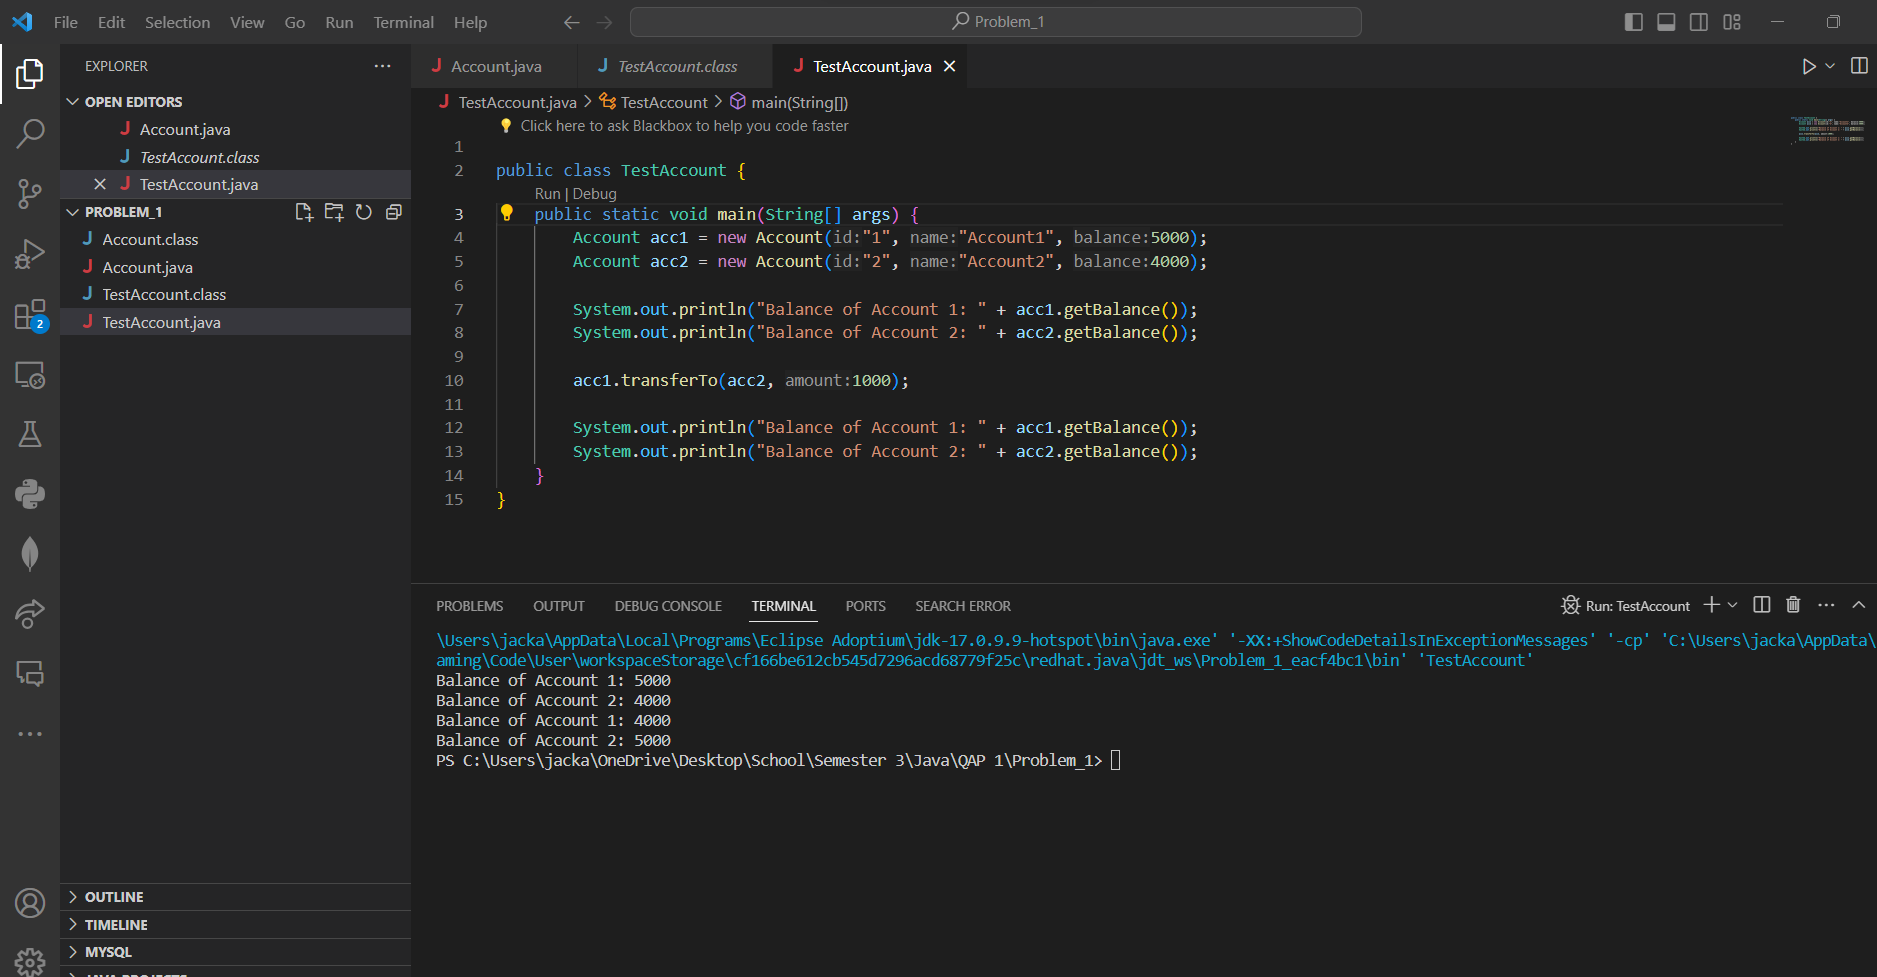 File Edit Selection View Go Run Terminal Help
Problem_1
EXPLORER
OPEN EDITORS
Account.java
TestAccount.class
TestAccount.java
PROBLEM_1
Account.class
Account.java
TestAccount.class
TestAccount.java
2
OUTLINE
TIMELINE
MYSQL
JAVA PROJECTS
Account.java TestAccount.class TestAccount.java
TestAccount.java TestAccount main(String[])
Click here to ask Blackbox to help you code faster
1
2 public class TestAccount {
Run | Debug
3 public static void main(String[] args) {
4 Account acc1 = new Account(id:"1", name:"Account1", balance:5000);
5 Account acc2 = new Account(id:"2", name:"Account2", balance:4000);
6
7 System.out.println("Balance of Account 1: " + acc1.getBalance());
8 System.out.println("Balance of Account 2: " + acc2.getBalance());
9
10 acc1.transferTo(acc2, amount:1000);
11
12 System.out.println("Balance of Account 1: " + acc1.getBalance());
13 System.out.println("Balance of Account 2: " + acc2.getBalance());
14 }
15 }
PROBLEMS OUTPUT DEBUG CONSOLE TERMINAL PORTS SEARCH ERROR
Run: TestAccount
\Users\jacka\AppData\Local\Programs\Eclipse Adoptium\jdk-17.0.9.9-hotspot\bin\java.exe' '-XX:+ShowCodeDetailsInExceptionMessages' '-cp' 'C:\Users\jacka\AppData\
aming\Code\User\workspaceStorage\cf166be612cb545d7296acd68779f25c\redhat.java\jdt_ws\Problem_1_eacf4bc1\bin' 'TestAccount'
Balance of Account 1: 5000
Balance of Account 2: 4000
Balance of Account 1: 4000
Balance of Account 2: 5000
PS C:\Users\jacka\OneDrive\Desktop\School\Semester 3\Java\QAP 1\Problem_1>